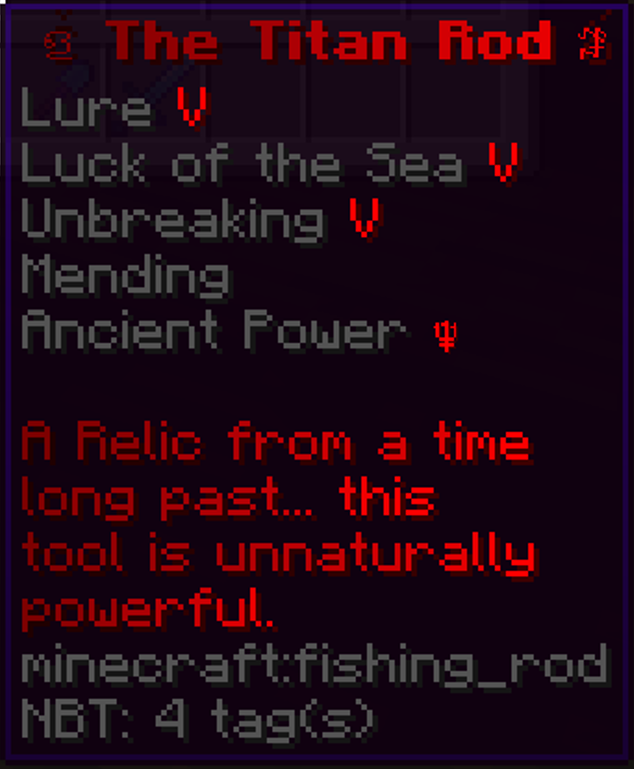 The Titan Rod
Lure V
Luck of the Sea V
Unbreaking V
Mending
Ancient Power
A Relic from a time
long past... this
tool is unnaturally
powerful.
minecraft:fishing_rod
NBT: 4 tag(s)